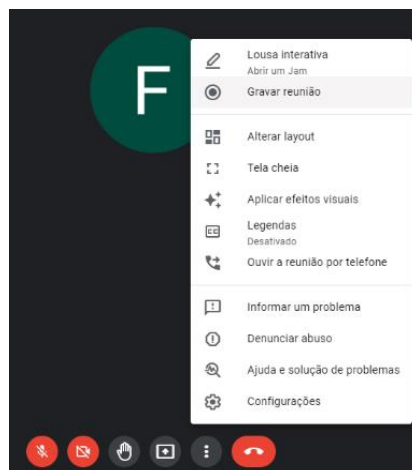 F
Lousa interativa
Abrir um Jam
Gravar reunião
Alterar layout
Tela cheia
Aplicar efeitos visuais
CC
Legendas
Desativado
Ouvir a reunião por telefone
Informar um problema
Denunciar abuso
Ajuda e solução de problemas
Configurações